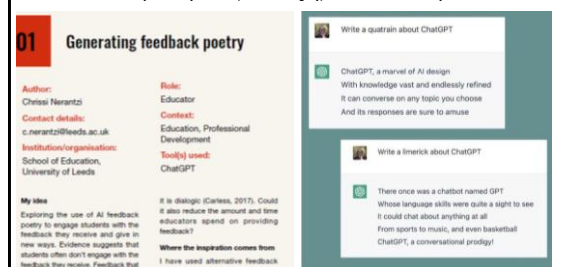 01
Generating feedback poetry
Author:
Chrissi Nerantzi
Contact details:
c.nerantzi@leeds.ac.uk
Institution/organisation:
School of Education,
University of Leeds
Role:
Educator
Context:
Education, Professional
Development
Tool(s) used:
ChatGPT
My idea
Exploring the use of AI feedback
poetry to engage students with the
feedback they receive and give in
new ways. Evidence suggests that
students often don't engage with the
feedback they receive. Feedback that
it is dialogic (Carless, 2017). Could
it also reduce the amount and time
educators spend on providing
feedback?
Where the inspiration comes from
I have used alternative feedback
Write a quatrain about ChatGPT
ChatGPT, a marvel of AI design
With knowledge vast and endlessly refined
It can converse on any topic you choose
And its responses are sure to amuse
Write a limerick about ChatGPT
There once was a chatbot named GPT
Whose language skills were quite a sight to see
It could chat about anything at all
From sports to music, and even basketball
ChatGPT, a conversational prodigy!